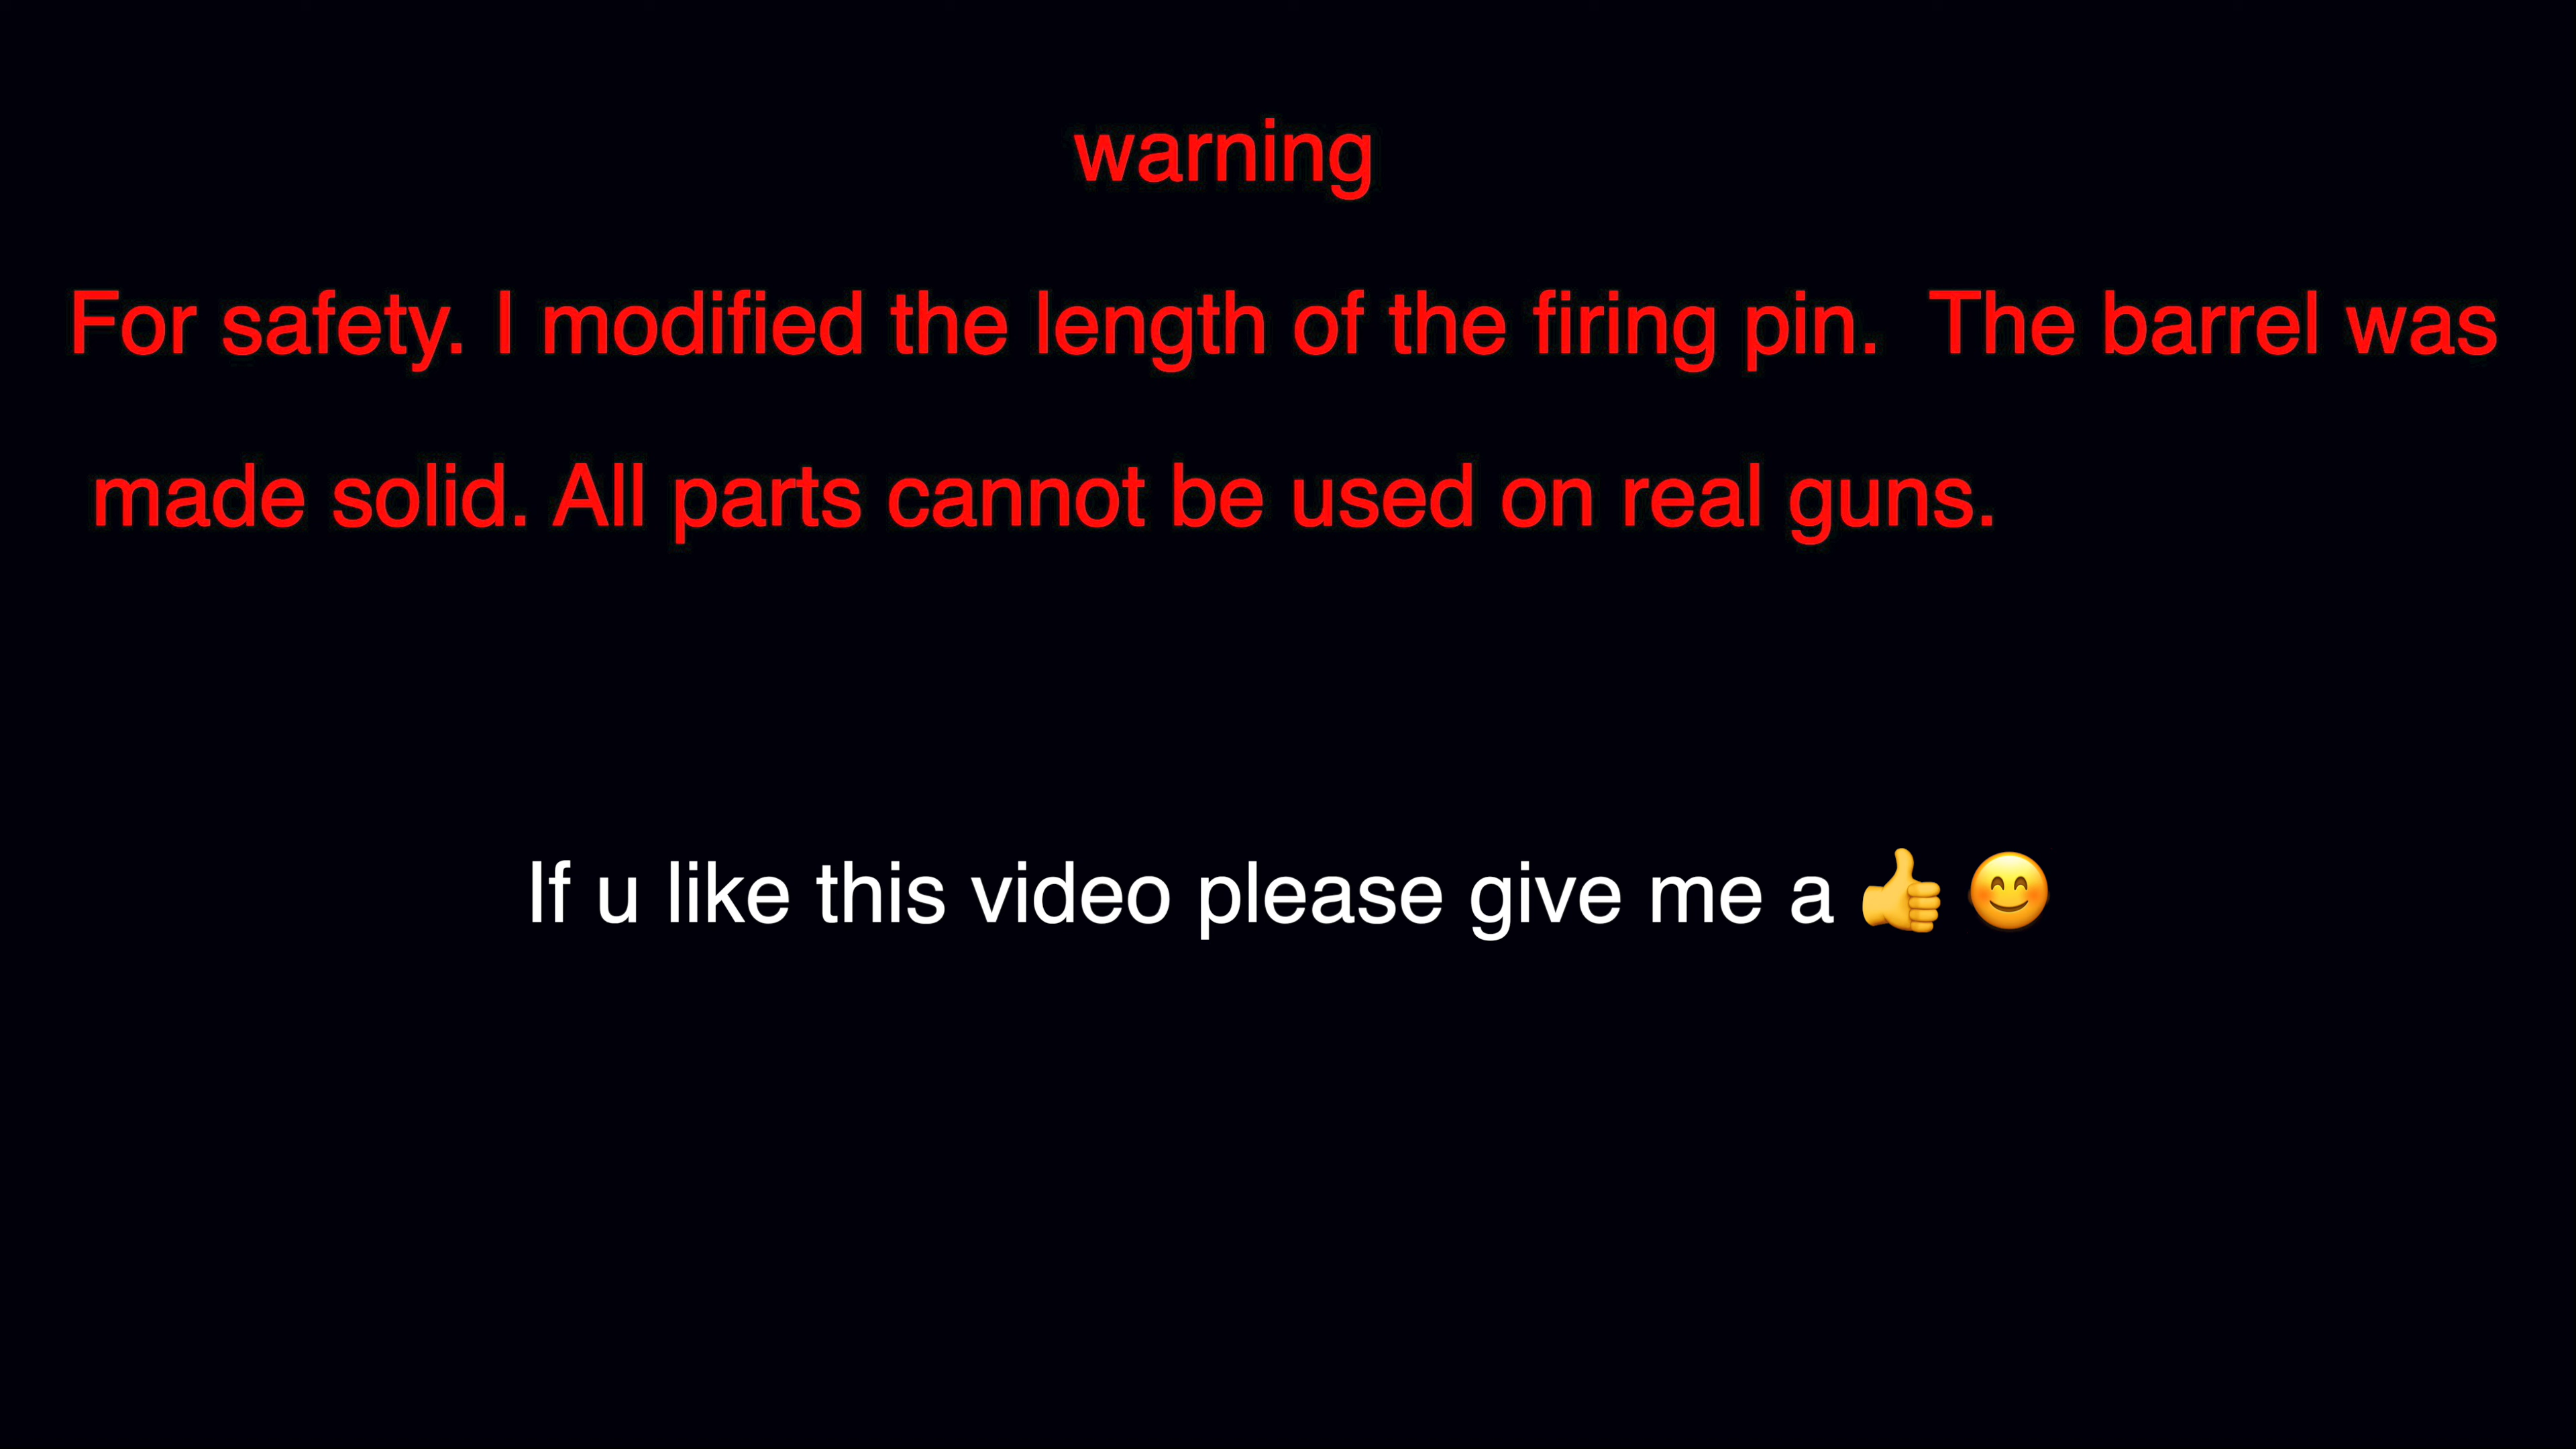 warning
For safety. I modified the length of the firing pin.  The barrel was
made solid. All parts cannot be used on real guns.
If u like this video please give me a 👍 😊